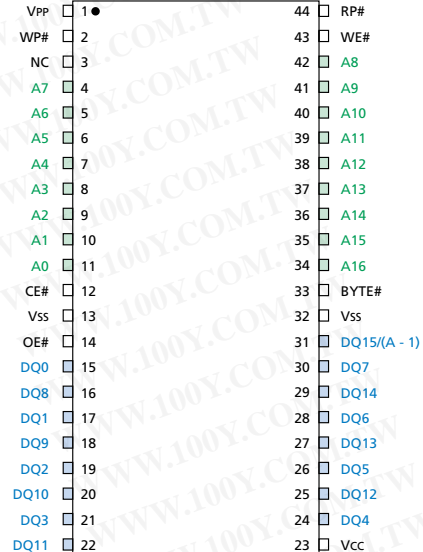 VPP 1 44 RP#
WP# 2 43 WE#
NC 3 42 A8
A7 4 41 A9
A6 5 40 A10
A5 6 39 A11
A4 7 38 A12
A3 8 37 A13
A2 9 36 A14
A1 10 35 A15
A0 11 34 A16
CE# 12 33 BYTE#
Vss 13 32 Vss
OE# 14 31 DQ15/(A - 1)
DQ0 15 30 DQ7
DQ8 16 29 DQ14
DQ1 17 28 DQ6
DQ9 18 27 DQ13
DQ2 19 26 DQ5
DQ10 20 25 DQ12
DQ3 21 24 DQ4
DQ11 22 23 Vcc
WWW.100Y.COM.TW